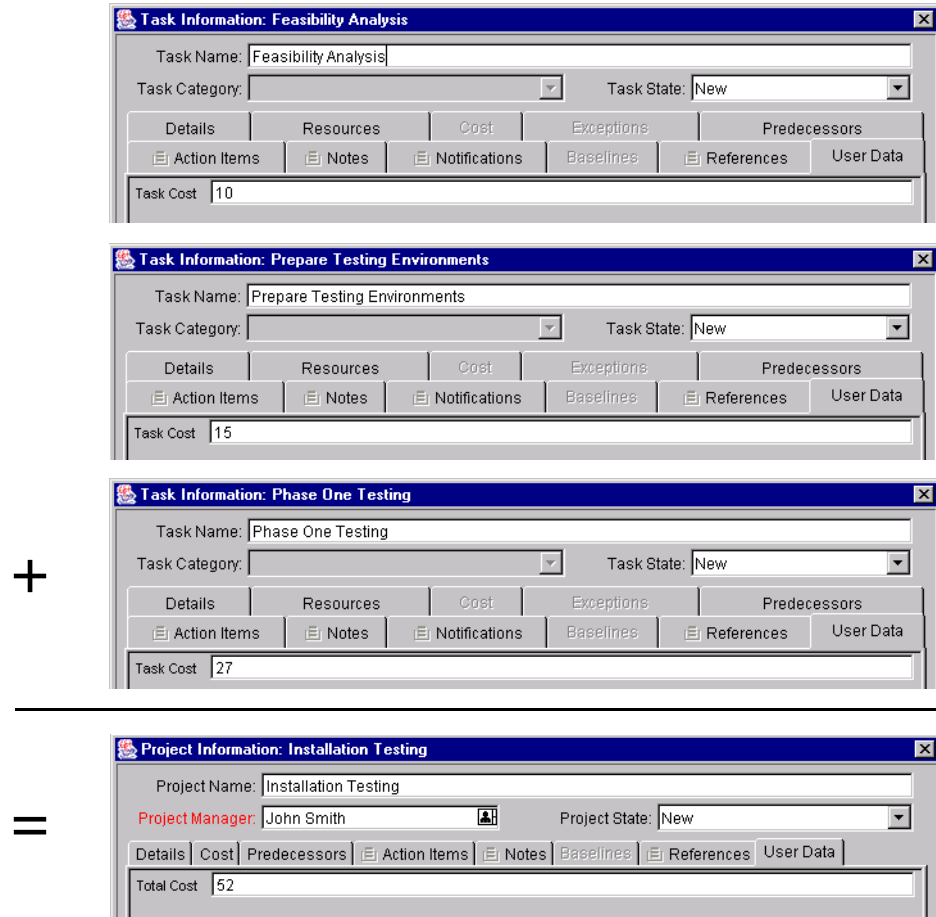 Task Information: Feasibility Analysis
Task Name: Feasibility Analysis
Task Category: Task State: New
Details Resources Cost Exceptions Predecessors
Action Items Notes Notifications Baselines References User Data
Task Cost 10
Task Information: Prepare Testing Environments
Task Name: Prepare Testing Environments
Task Category: Task State: New
Details Resources Cost Exceptions Predecessors
Action Items Notes Notifications Baselines References User Data
Task Cost 15
Task Information: Phase One Testing
Task Name: Phase One Testing
+
Task Category: Task State: New
Details Resources Cost Exceptions Predecessors
Action Items Notes Notifications Baselines References User Data
Task Cost 27
Project Information: Installation Testing
Project Name: Installation Testing
=
Project Manager: John Smith Project State: New
Details Cost Predecessors Action Items Notes Baselines References User Data
Total Cost 52